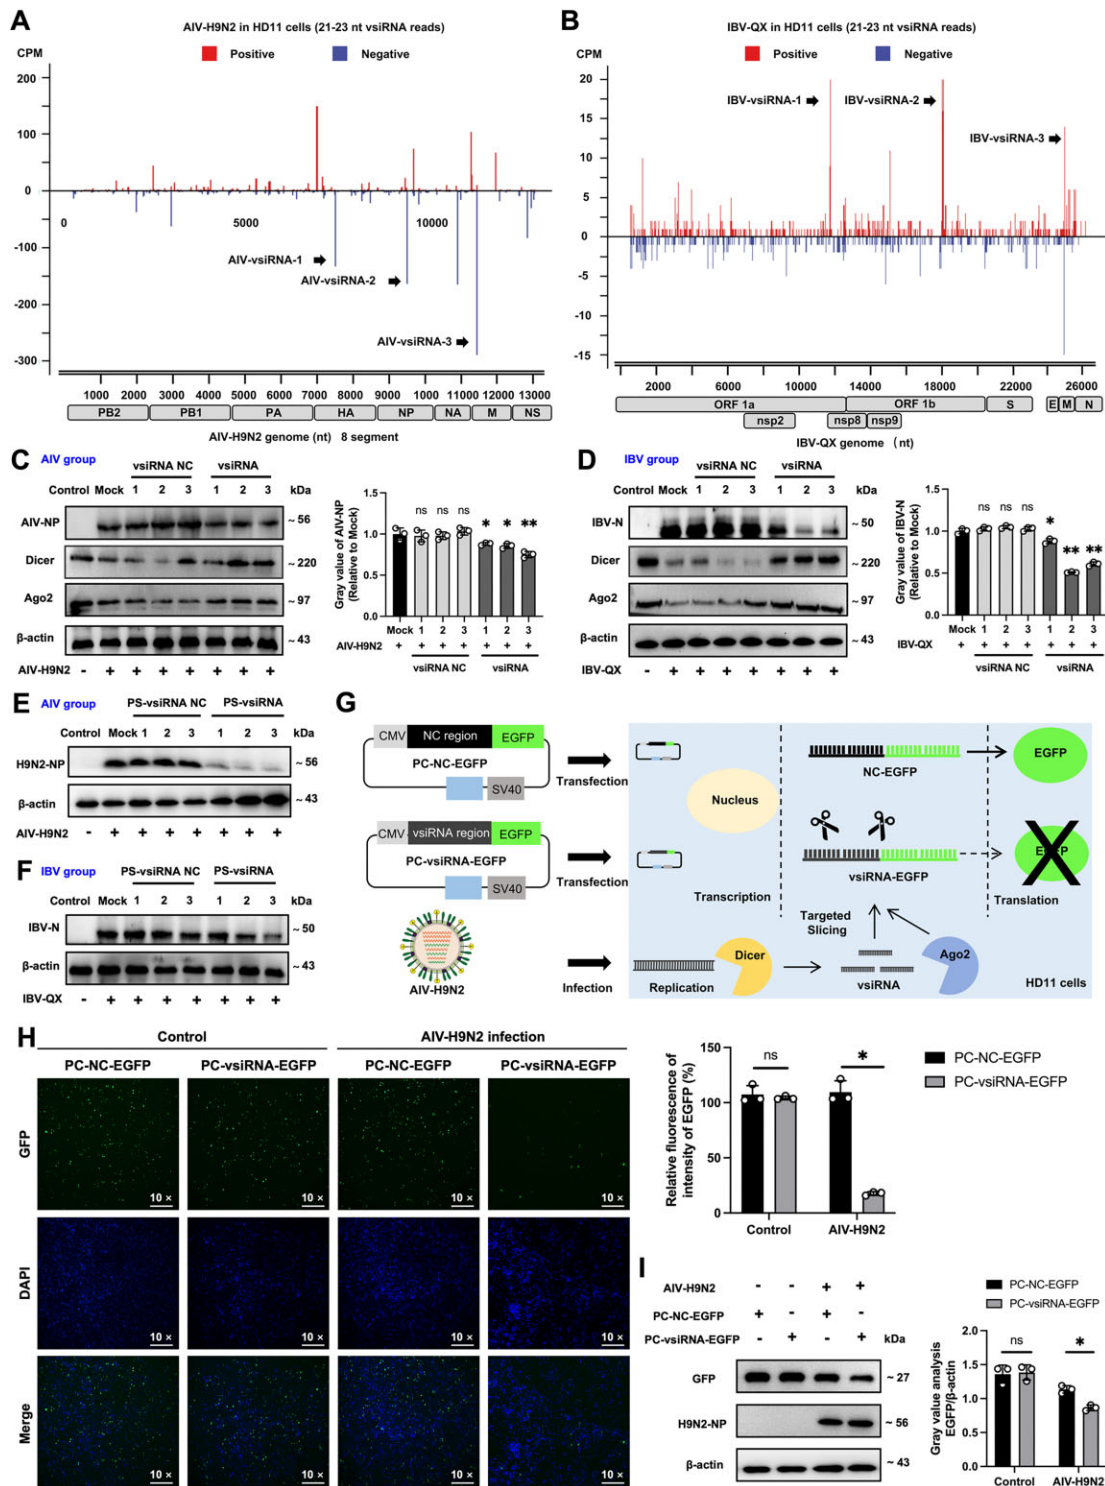 A
AIV-H9N2 in HD11 cells (21-23 nt vsiRNA reads)
CPM
Positive
Negative
200
100
0
0
5000
10000
-100
-200
-300
AIV-vsiRNA-1
AIV-vsiRNA-2
AIV-vsiRNA-3
1000 2000 3000 4000 5000 6000 7000 8000 9000 10000 11000 12000 13000
PB2 PB1 PA HA NP NA M NS
AIV-H9N2 genome (nt) 8 segment
B
IBV-QX in HD11 cells (21-23 nt vsiRNA reads)
CPM
Positive
Negative
20
15
10
5
0
5
-10
-15
IBV-vsiRNA-1
IBV-vsiRNA-2
IBV-vsiRNA-3
2000 6000 10000 14000 18000 22000 26000
ORF 1a ORF 1b S E M N
nsp2 nsp8 nsp9
IBV-QX genome (nt)
C
AIV group
vsiRNA NC vsiRNA
Control Mock 1 2 3 1 2 3 kDa
AIV-NP ~ 56
Dicer ~ 220
Ago2 ~ 97
β-actin ~ 43
AIV-H9N2 - + + + + + + +
Gray value of AIV-NP
(Relative to Mock)
1.5
1.0
0.5
0.0
ns ns ns * * **
Mock 1 2 3 1 2 3
AIV-H9N2 + + + + + + +
vsiRNA NC vsiRNA
D
IBV group
vsiRNA NC vsiRNA
Control Mock 1 2 3 1 2 3 kDa
IBV-N ~ 50
Dicer ~ 220
Ago2 ~ 97
β-actin ~ 43
IBV-QX - + + + + + + +
Gray value of IBV-N
(Relative to Mock)
1.5
1.0
0.5
0.0
ns ns ns * ** **
Mock 1 2 3 1 2 3
IBV-QX + + + + + + +
vsiRNA NC vsiRNA
E
AIV group
PS-vsiRNA NC PS-vsiRNA
Control Mock 1 2 3 1 2 3 kDa
H9N2-NP ~ 56
β-actin ~ 43
AIV-H9N2 - + + + + + + +
F
IBV group
PS-vsiRNA NC PS-vsiRNA
Control Mock 1 2 3 1 2 3 kDa
IBV-N ~ 50
β-actin ~ 43
IBV-QX - + + + + + + +
G
CMV NC region EGFP
PC-NC-EGFP
SV40
Transfection
CMV vsiRNA region EGFP
PC-vsiRNA-EGFP
SV40
Transfection
AIV-H9N2
Infection
Nucleus
Transcription
NC-EGFP
EGFP
vsiRNA-EGFP
EGFP
Translation
Targeted
Slicing
Replication
Dicer
vsiRNA
Ago2
HD11 cells
H
Control AIV-H9N2 infection
PC-NC-EGFP PC-vsiRNA-EGFP PC-NC-EGFP PC-vsiRNA-EGFP
GFP
10 × 10 × 10 × 10 ×
DAPI
10 × 10 × 10 × 10 ×
Merge
10 × 10 × 10 × 10 ×
Relative fluorescence of
intensity of EGFP (%)
150
100
50
0
ns *
Control AIV-H9N2
PC-NC-EGFP
PC-vsiRNA-EGFP
I
AIV-H9N2 - - + +
PC-NC-EGFP + - + -
PC-vsiRNA-EGFP - + - + kDa
GFP ~ 27
H9N2-NP ~ 56
β-actin ~ 43
PC-NC-EGFP
PC-vsiRNA-EGFP
Gray value analysis
EGFP/β-actin
2.0
1.5
1.0
0.5
0.0
ns *
Control AIV-H9N2